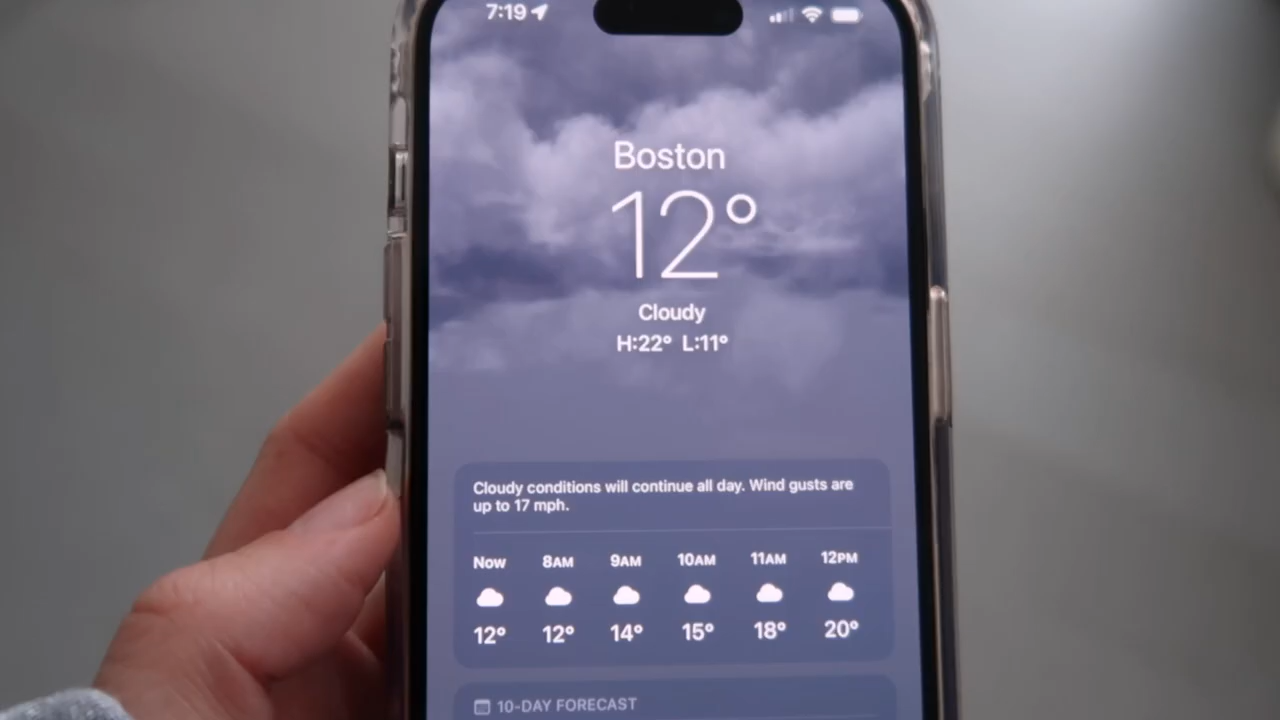 7:19
Boston
12°
Cloudy
H:22° L:11°
Cloudy conditions will continue all day. Wind gusts are
up to 17 mph.
Now 8AM 9AM 10AM 11AM 12PM
12° 12° 14° 15° 18° 20°
10-DAY FORECAST